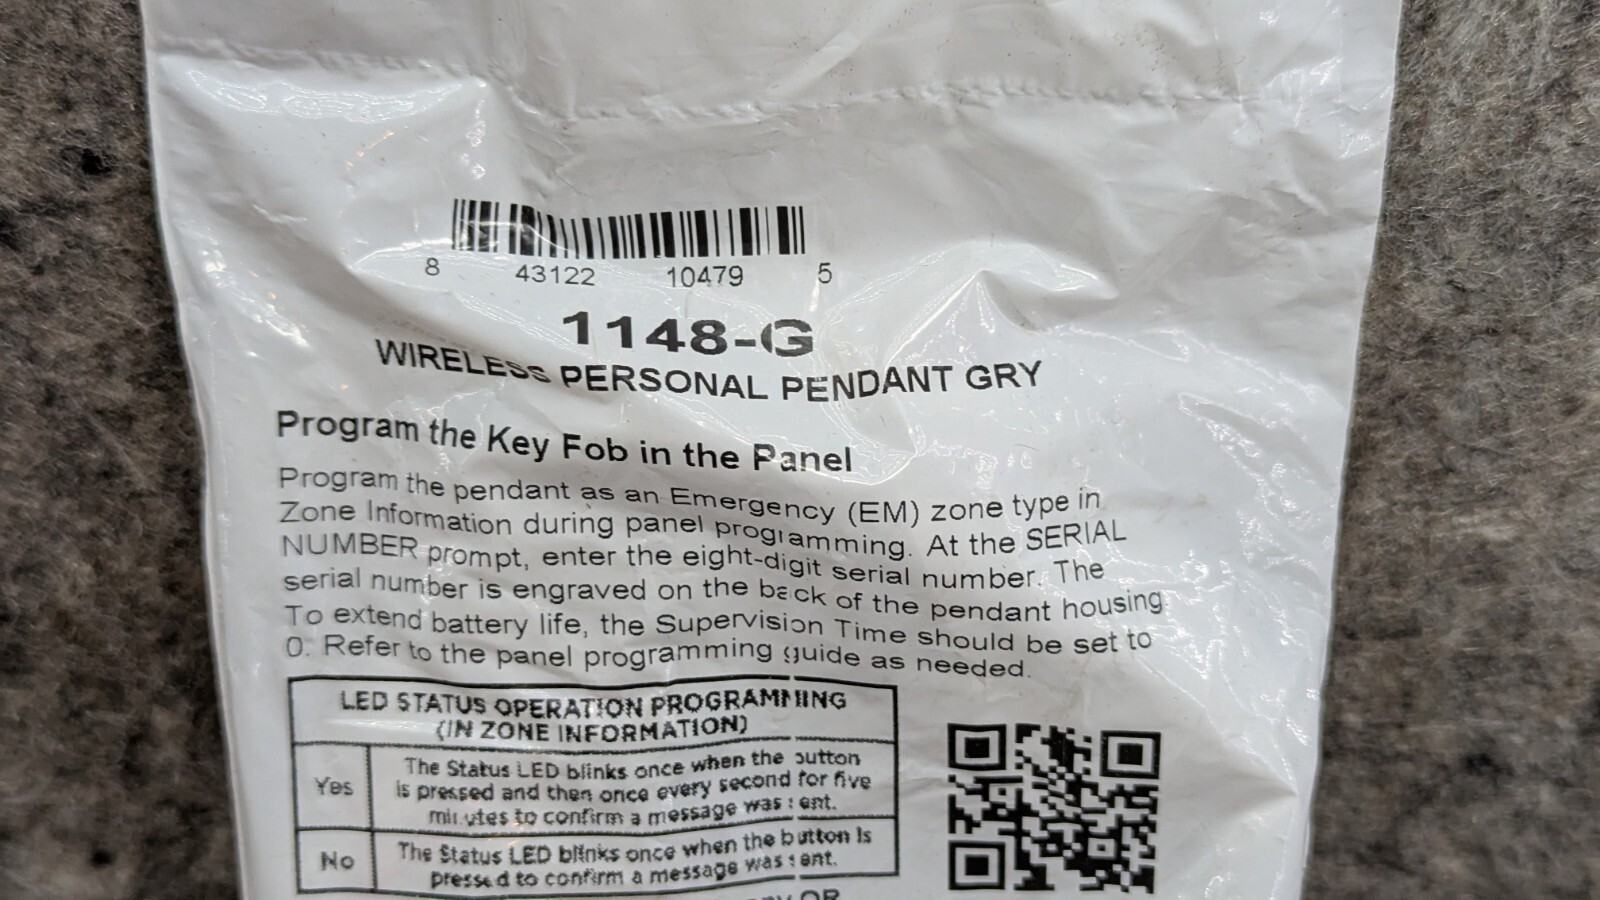 8 43122 10479 5
1148-G
WIRELESS PERSONAL PENDANT GRY
Program the Key Fob in the Panel
Program the pendant as an Emergency (EM) zone type in
Zone Information during panel programming. At the SERIAL
NUMBER prompt, enter the eight-digit serial number. The
serial number is engraved on the back of the pendant housing.
To extend battery life, the Supervision Time should be set to
0. Refer to the panel programming guide as needed.
LED STATUS OPERATION PROGRAMMING
(IN ZONE INFORMATION)
Yes
The Status LED blinks once when the button
is pressed and then once every second for five
minutes to confirm a message was sent.
No
The Status LED blinks once when the button is
pressed to confirm a message was sent.
OR